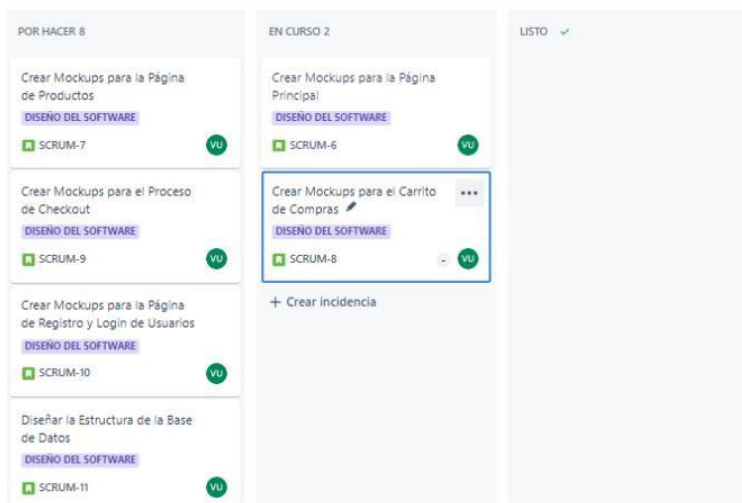 POR HACER 8
Crear Mockups para la Página
de Productos
DISEÑO DEL SOFTWARE
SCRUM-7
VU
Crear Mockups para el Proceso
de Checkout
DISEÑO DEL SOFTWARE
SCRUM-9
VU
Crear Mockups para la Página
de Registro y Login de Usuarios
DISEÑO DEL SOFTWARE
SCRUM-10
VU
Diseñar la Estructura de la Base
de Datos
DISEÑO DEL SOFTWARE
SCRUM-11
VU
EN CURSO 2
Crear Mockups para la Página
Principal
DISEÑO DEL SOFTWARE
SCRUM-6
VU
Crear Mockups para el Carrito
de Compras
DISEÑO DEL SOFTWARE
SCRUM-8
- VU
+ Crear incidencia
LISTO